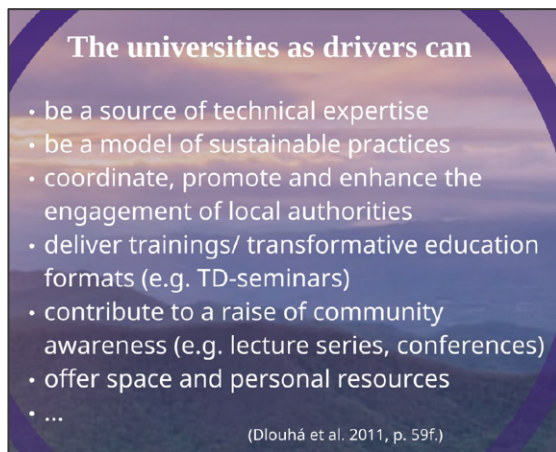 The universities as drivers can
• be a source of technical expertise
• be a model of sustainable practices
• coordinate, promote and enhance the
engagement of local authorities
• deliver trainings/ transformative education
formats (e.g. TD-seminars)
• contribute to a raise of community
awareness (e.g. lecture series, conferences)
• offer space and personal resources
• ...
(Dlouhá et al. 2011, p. 59f.)